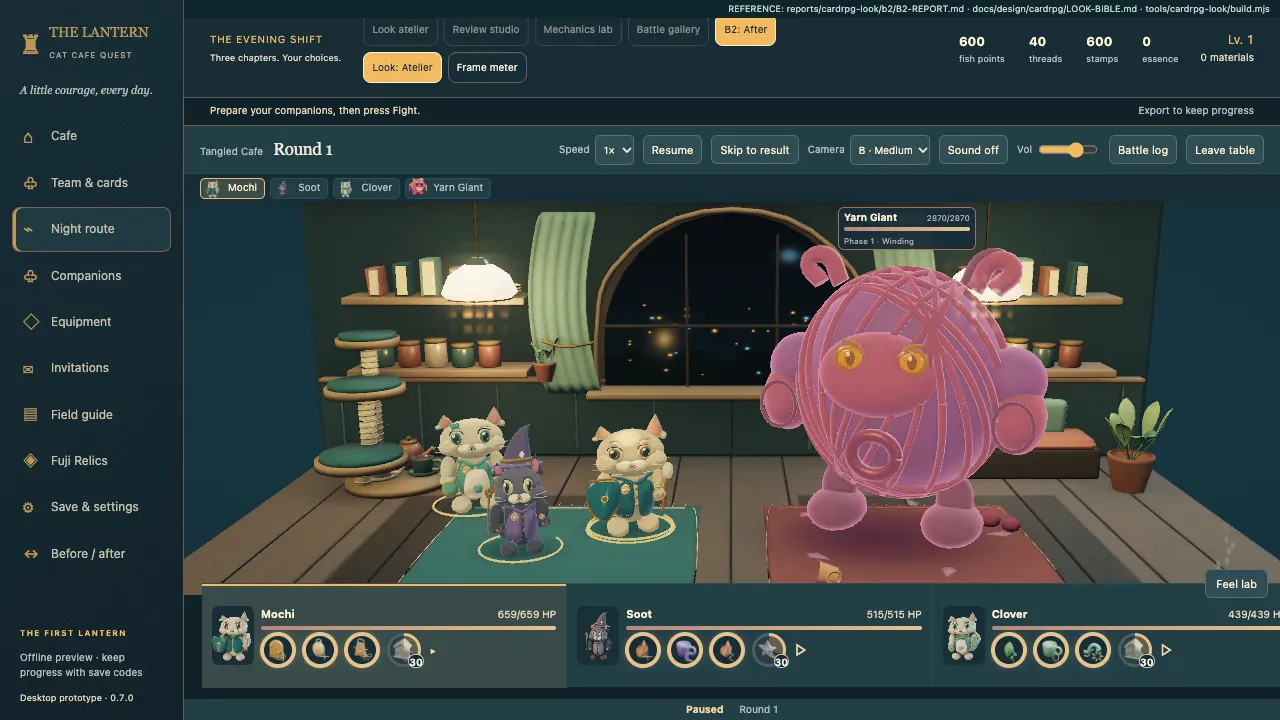 REFERENCE: reports/cardrpg-look/b2/B2-REPORT.md · docs/design/cardrpg/LOOK-BIBLE.md · tools/cardrpg-look/build.mjs
THE LANTERN
CAT CAFE QUEST
A little courage, every day.
Cafe
Team & cards
Night route
Companions
Equipment
Invitations
Field guide
Fuji Relics
Save & settings
Before / after
THE FIRST LANTERN
Offline preview · keep
progress with save codes
Desktop prototype · 0.7.0
THE EVENING SHIFT
Three chapters. Your choices.
Look atelier
Review studio
Mechanics lab
Battle gallery
B2: After
Look: Atelier
Frame meter
600 fish points
40 threads
600 stamps
0 essence
Lv. 1
0 materials
Prepare your companions, then press Fight.
Export to keep progress
Tangled Cafe Round 1
Speed 1x
Resume
Skip to result
Camera B · Medium
Sound off
Vol
Battle log
Leave table
Mochi
Soot
Clover
Yarn Giant
Yarn Giant 2870/2870
Phase 1 · Winding
Feel lab
Mochi 659/659 HP
30
Soot 515/515 HP
30
Clover 439/439 H
30
Paused Round 1